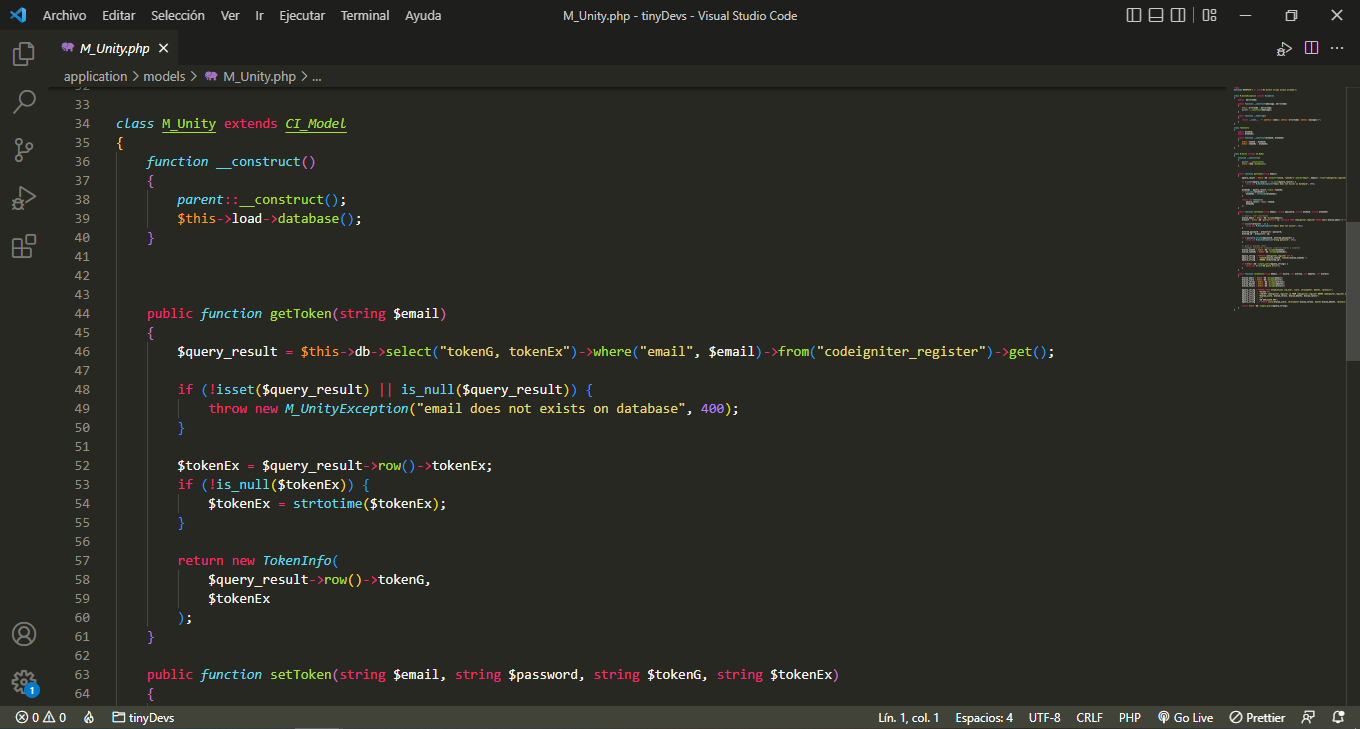 Archivo Editar Selección Ver Ir Ejecutar Terminal Ayuda M_Unity.php - tinyDevs - Visual Studio Code
M_Unity.php
application > models > M_Unity.php > ...
32
33
34 class M_Unity extends CI_Model
35 {
36 function __construct()
37 {
38 parent::__construct();
39 $this->load->database();
40 }
41
42
43
44 public function getToken(string $email)
45 {
46 $query_result = $this->db->select("tokenG, tokenEx")->where("email", $email)->from("codeigniter_register")->get();
47
48 if (!isset($query_result) || is_null($query_result)) {
49 throw new M_UnityException("email does not exists on database", 400);
50 }
51
52 $tokenEx = $query_result->row()->tokenEx;
53 if (!is_null($tokenEx)) {
54 $tokenEx = strtotime($tokenEx);
55 }
56
57 return new TokenInfo(
58 $query_result->row()->tokenG,
59 $tokenEx
60 );
61 }
62
63 public function setToken(string $email, string $password, string $tokenG, string $tokenEx)
64 {
1
0 0 tinyDevs Lín. 1, col. 1 Espacios: 4 UTF-8 CRLF PHP Go Live Prettier